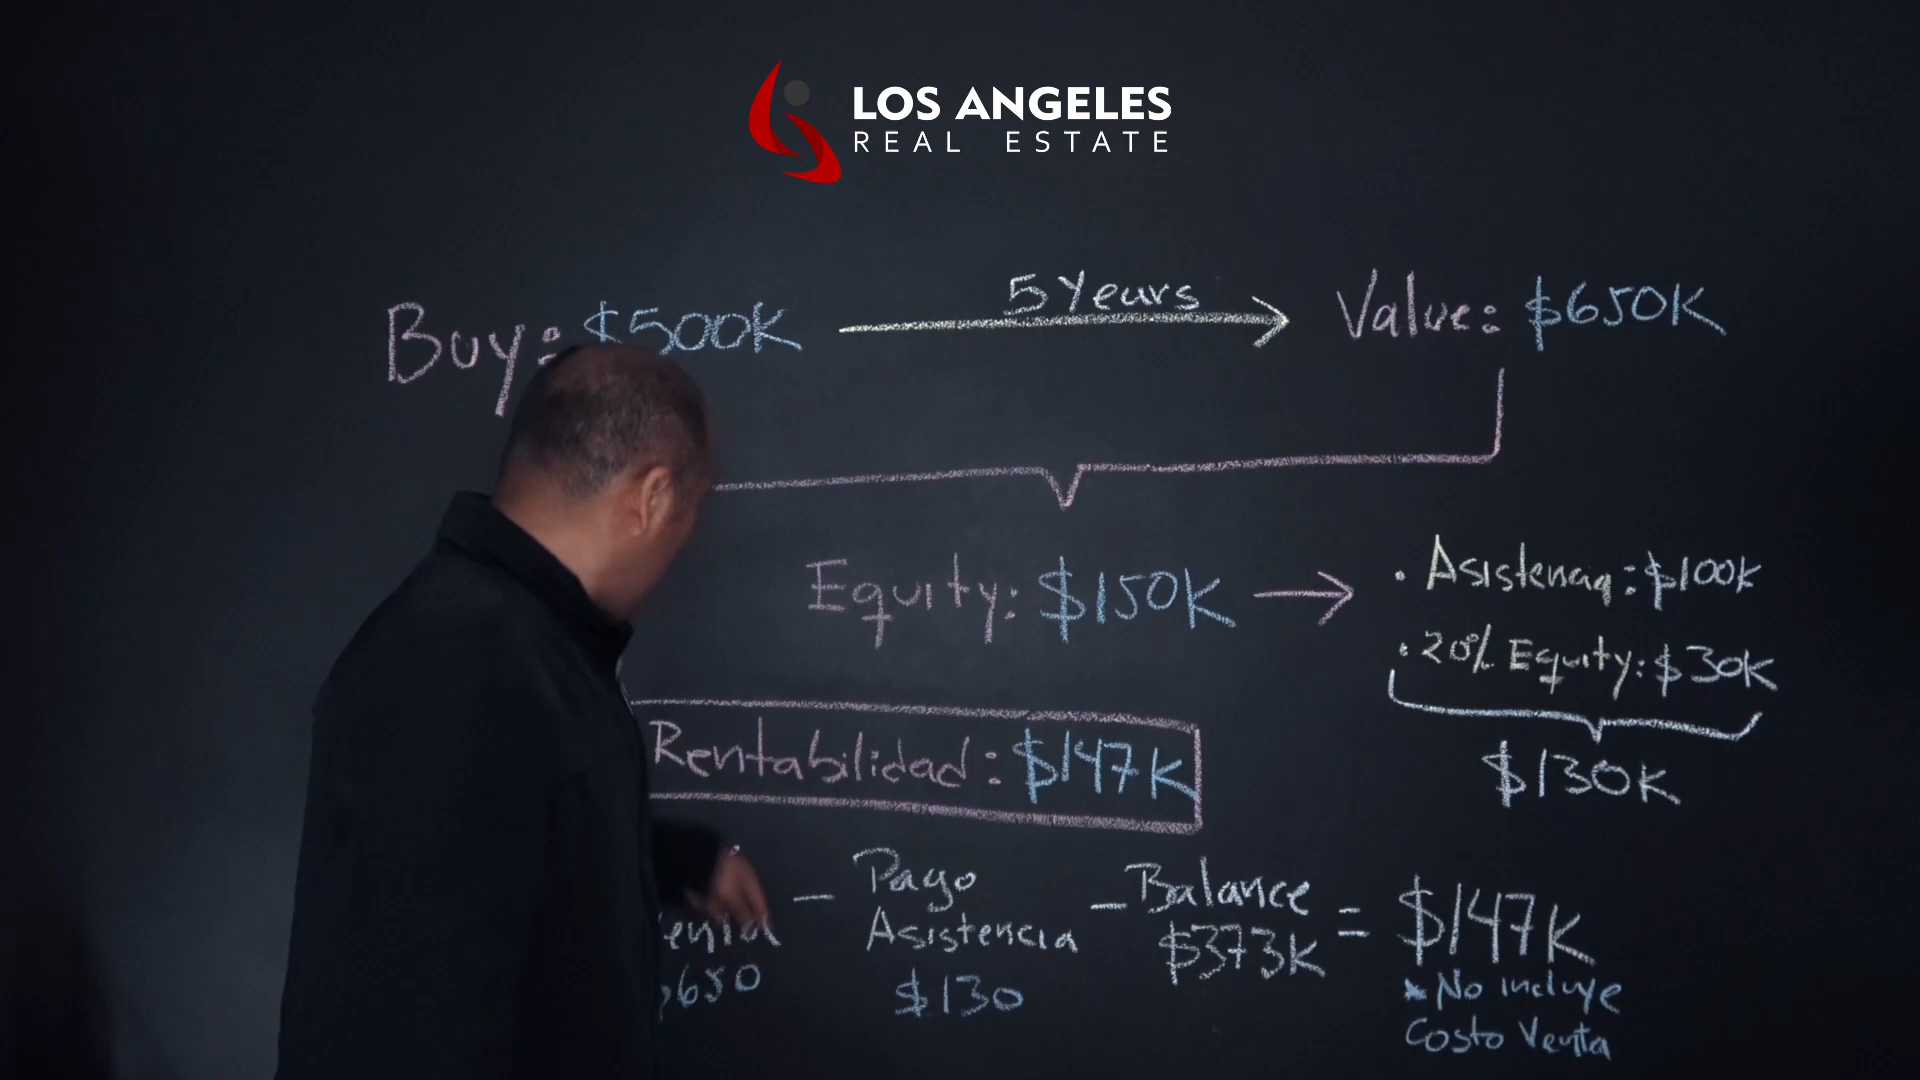 LOS ANGELES
REAL ESTATE
Buy: $500K
5 Years
Value: $650K
Equity: $150K
· Asistencia: $100K
· 20% Equity: $30K
$130K
Rentabilidad: $147K
— Pago
Asistencia
$130
— Balance
$373K
= $147K
* No incluye
Costo Venta